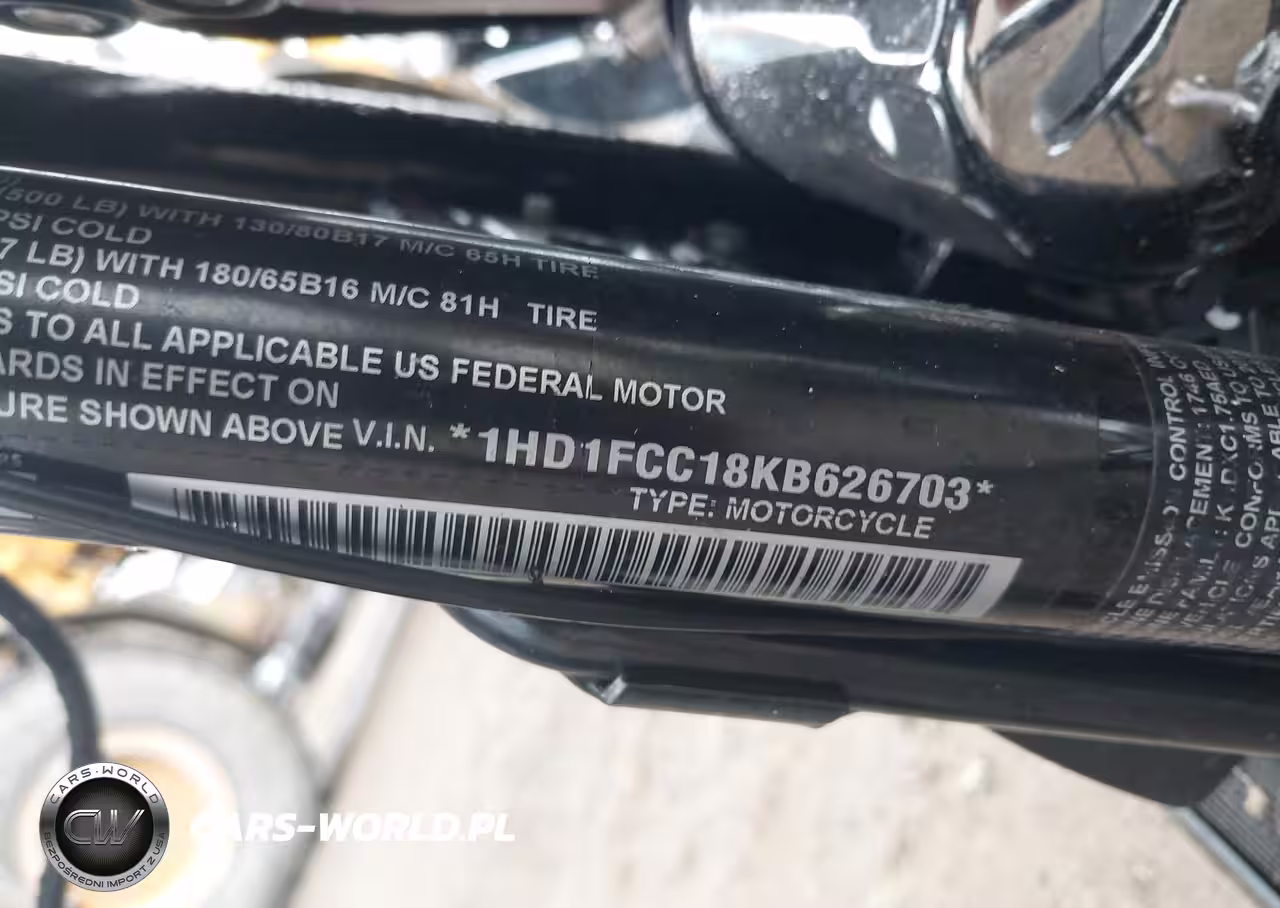 (500 LB) WITH 130/80B17 M/C 65H TIRE
PSI COLD
7 LB) WITH 180/65B16 M/C 81H TIRE
SI COLD
S TO ALL APPLICABLE US FEDERAL MOTOR
ARDS IN EFFECT ON
URE SHOWN ABOVE V.I.N. *1HD1FCC18KB626703*
TYPE: MOTORCYCLE
CONTROL
CARS-WORLD
CW
BEZPOŚREDNI IMPORT Z USA
CARS-WORLD.PL